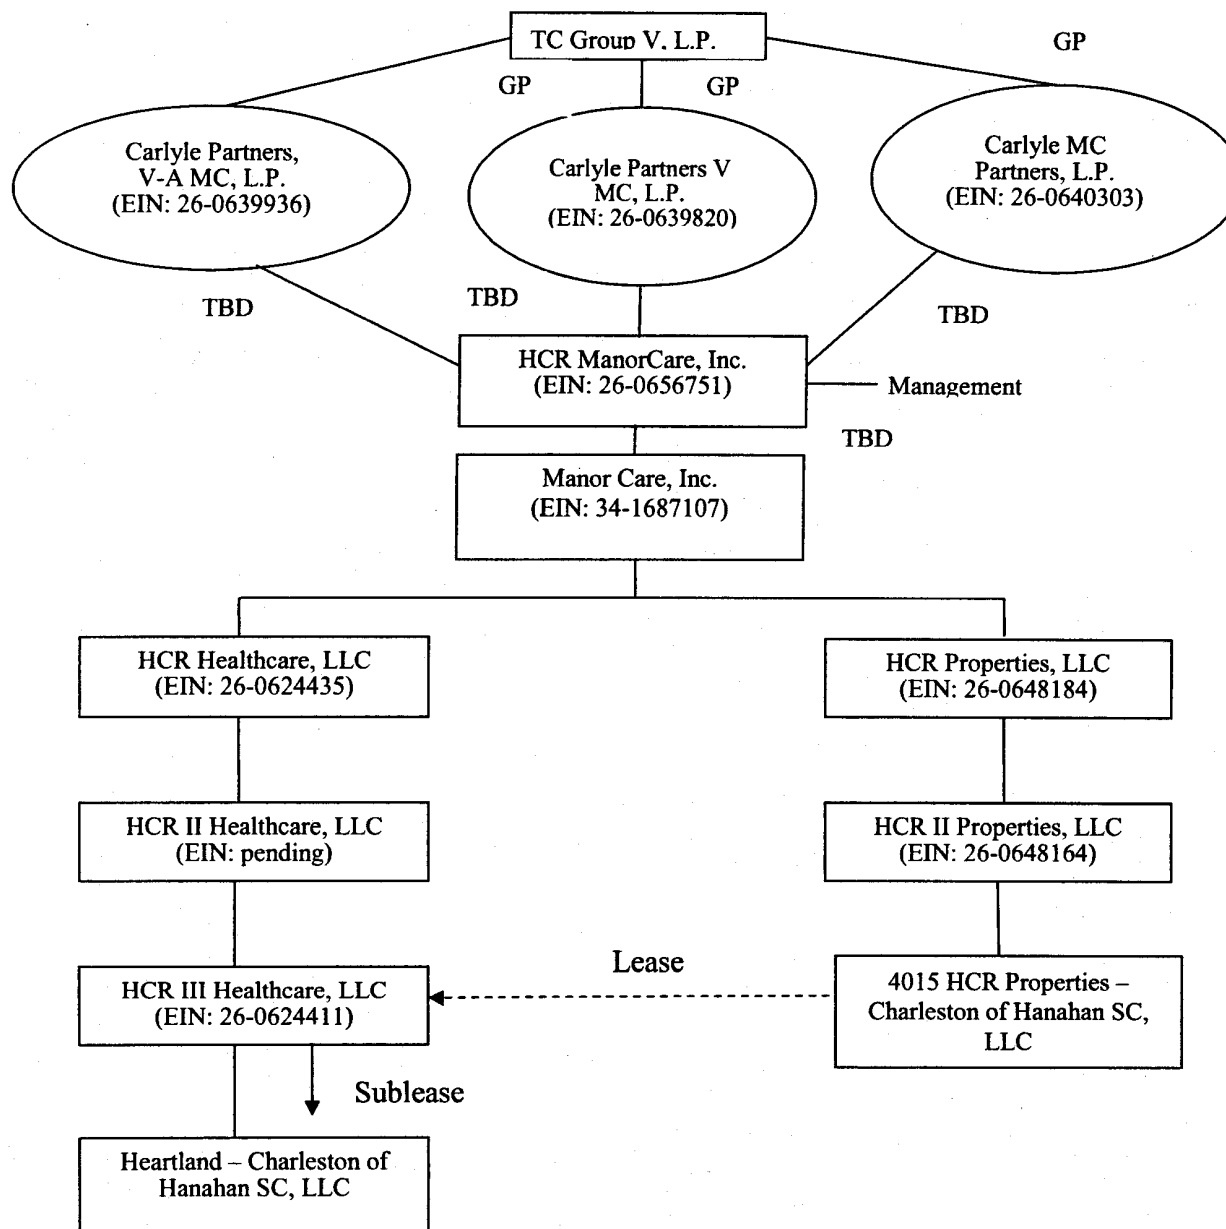 TC Group V, L.P.
GP
GP
GP
Carlyle Partners,
V-A MC, L.P.
(EIN: 26-0639936)
Carlyle Partners V
MC, L.P.
(EIN: 26-0639820)
Carlyle MC
Partners, L.P.
(EIN: 26-0640303)
TBD
TBD
TBD
HCR ManorCare, Inc.
(EIN: 26-0656751)
Management
TBD
Manor Care, Inc.
(EIN: 34-1687107)
HCR Healthcare, LLC
(EIN: 26-0624435)
HCR Properties, LLC
(EIN: 26-0648184)
HCR II Healthcare, LLC
(EIN: pending)
HCR II Properties, LLC
(EIN: 26-0648164)
Lease
HCR III Healthcare, LLC
(EIN: 26-0624411)
4015 HCR Properties –
Charleston of Hanahan SC,
LLC
Sublease
Heartland – Charleston of
Hanahan SC, LLC